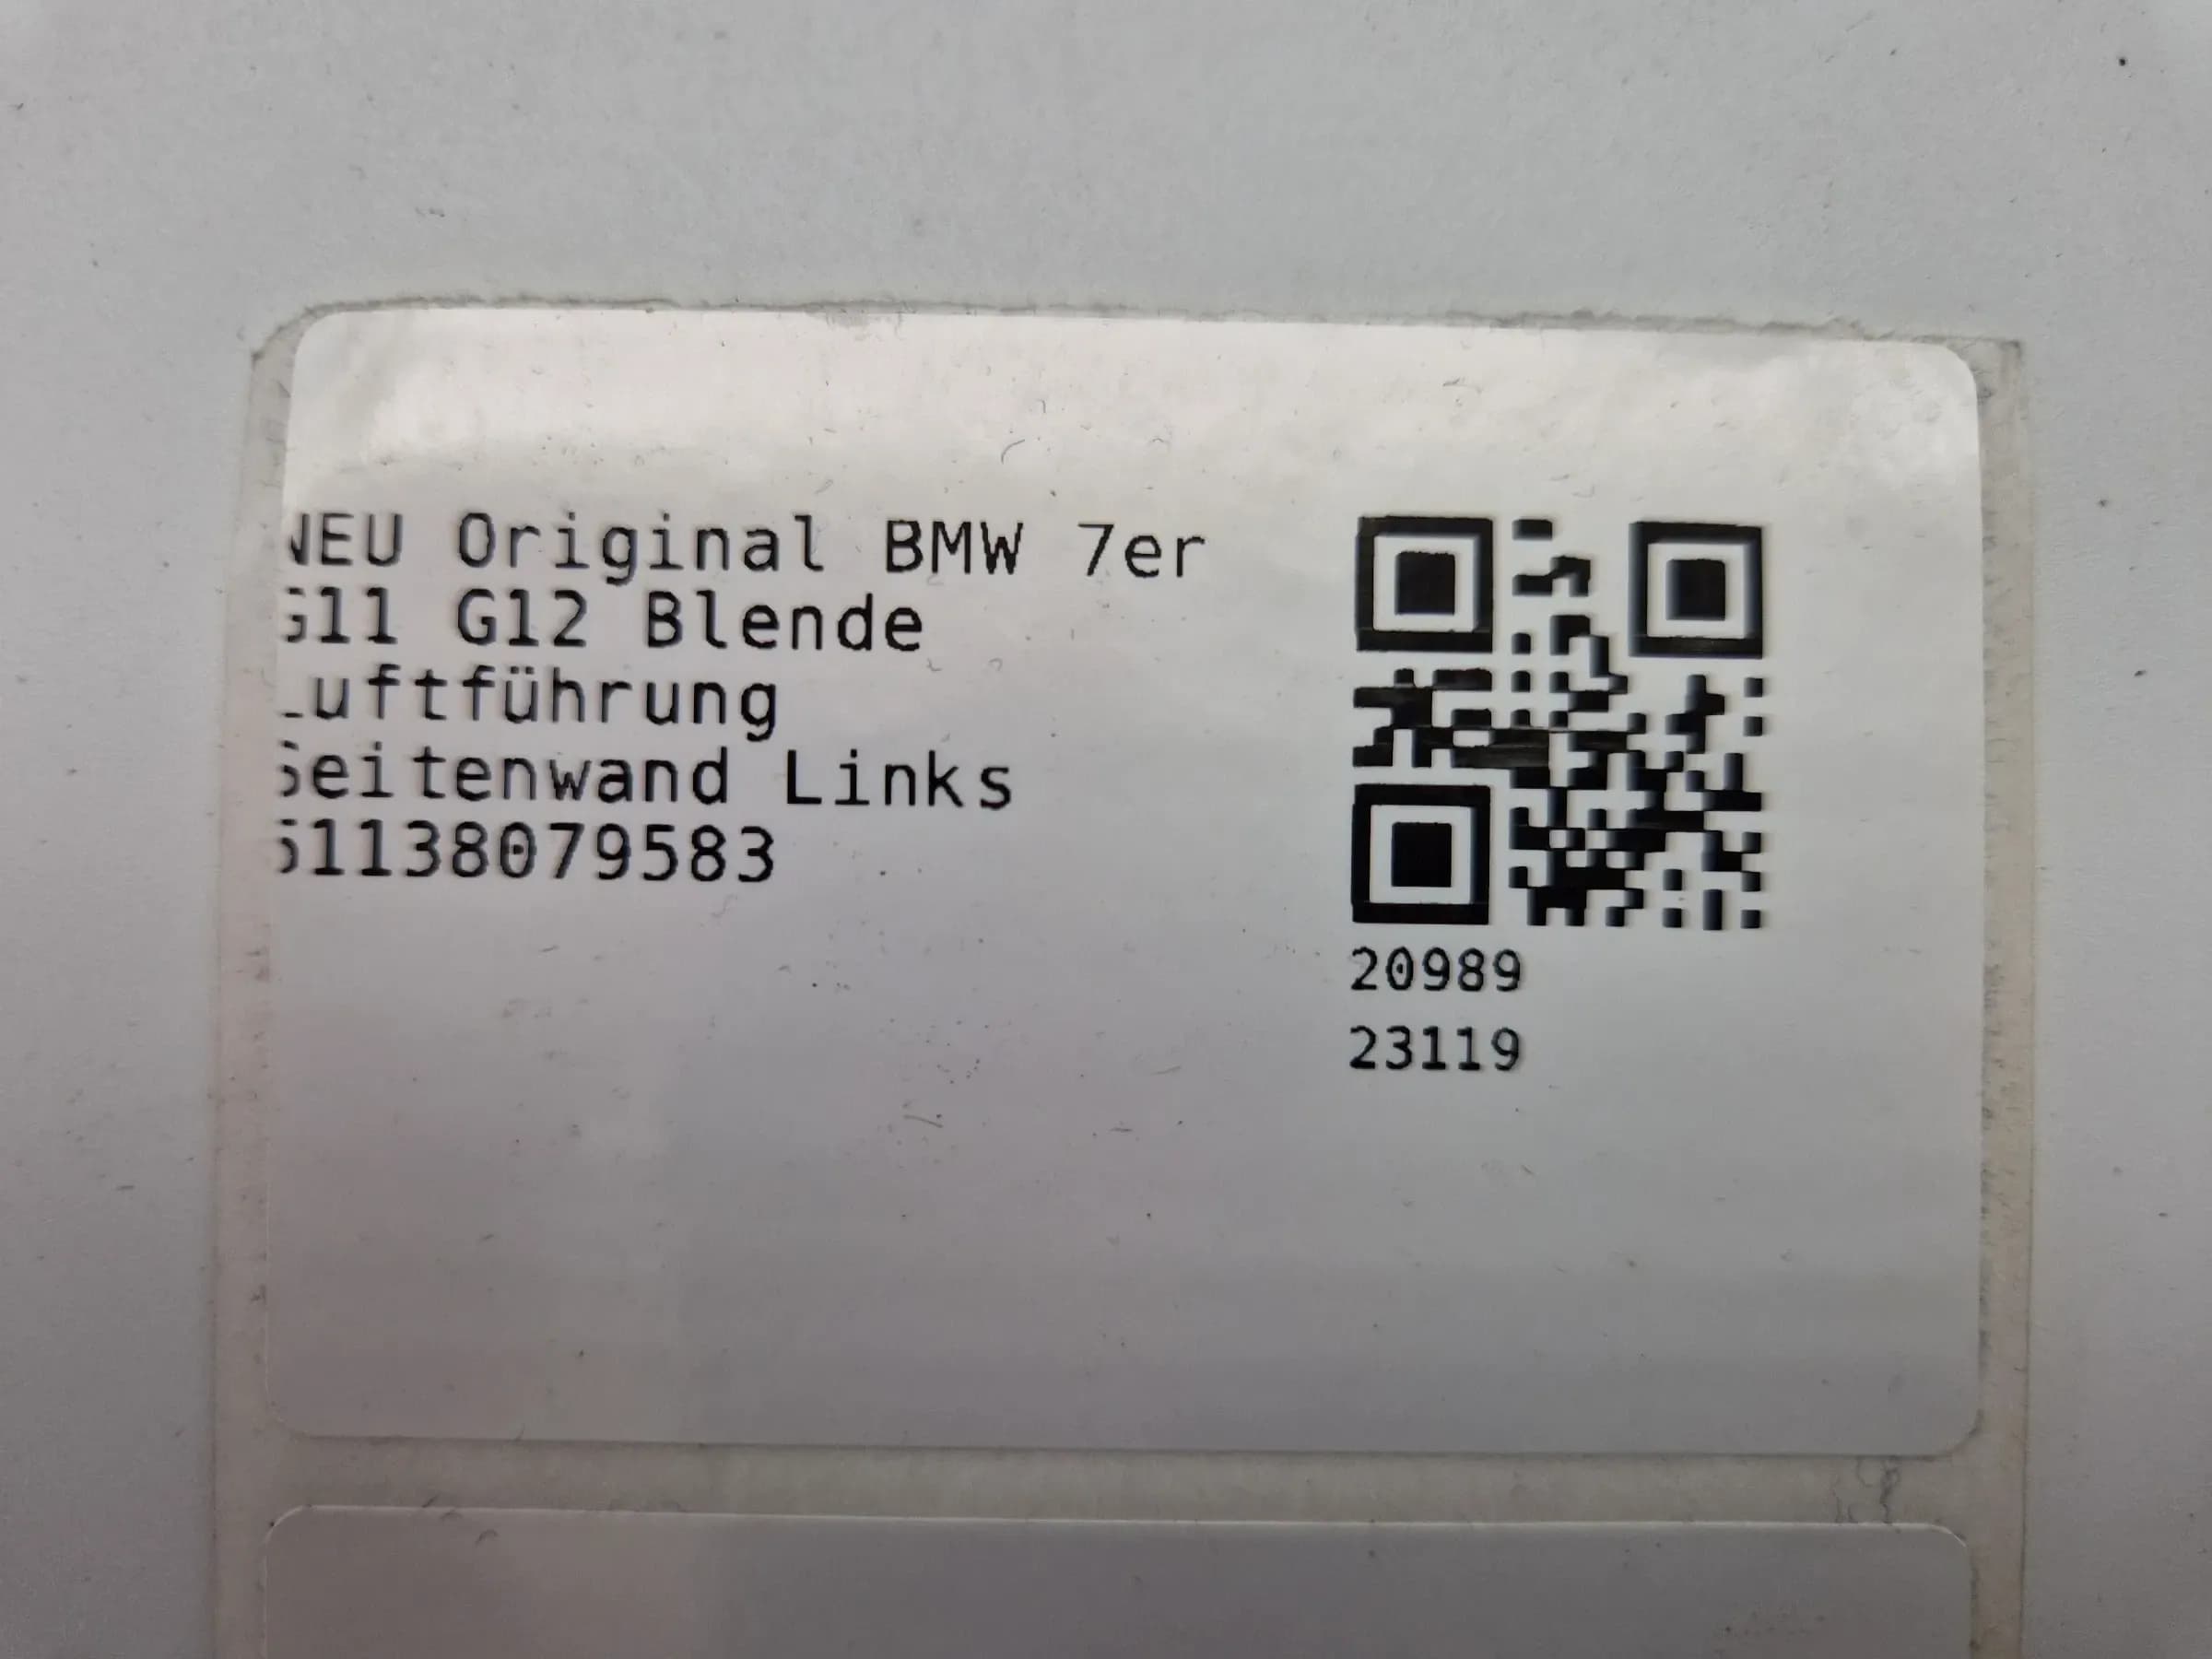 NEU Original BMW 7er
G11 G12 Blende
Luftführung
Seitenwand Links
51138079583
20989
23119